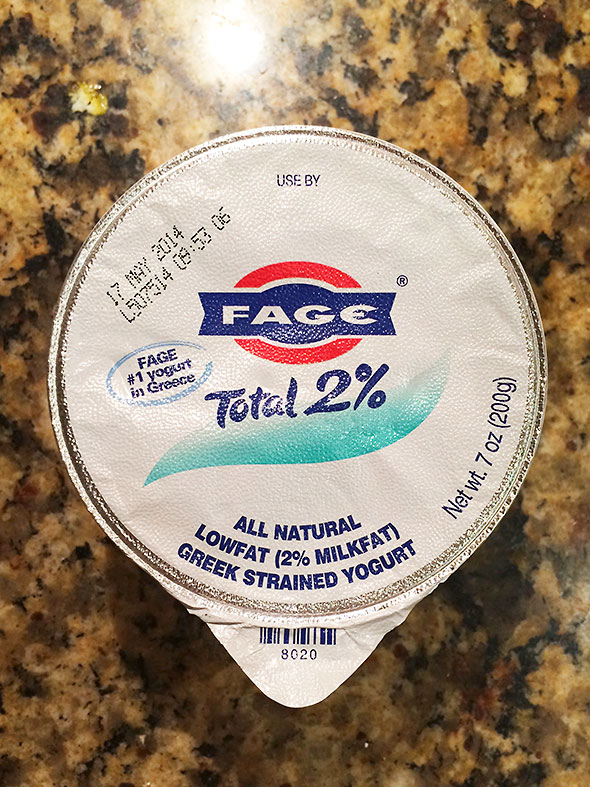 USE BY
17 MAY 2014
L507514 09:53 06
FAGE
®
FAGE
#1 yogurt
in Greece
Total 2%
Net wt. 7 oz (200g)
ALL NATURAL
LOWFAT (2% MILKFAT)
GREEK STRAINED YOGURT
8020